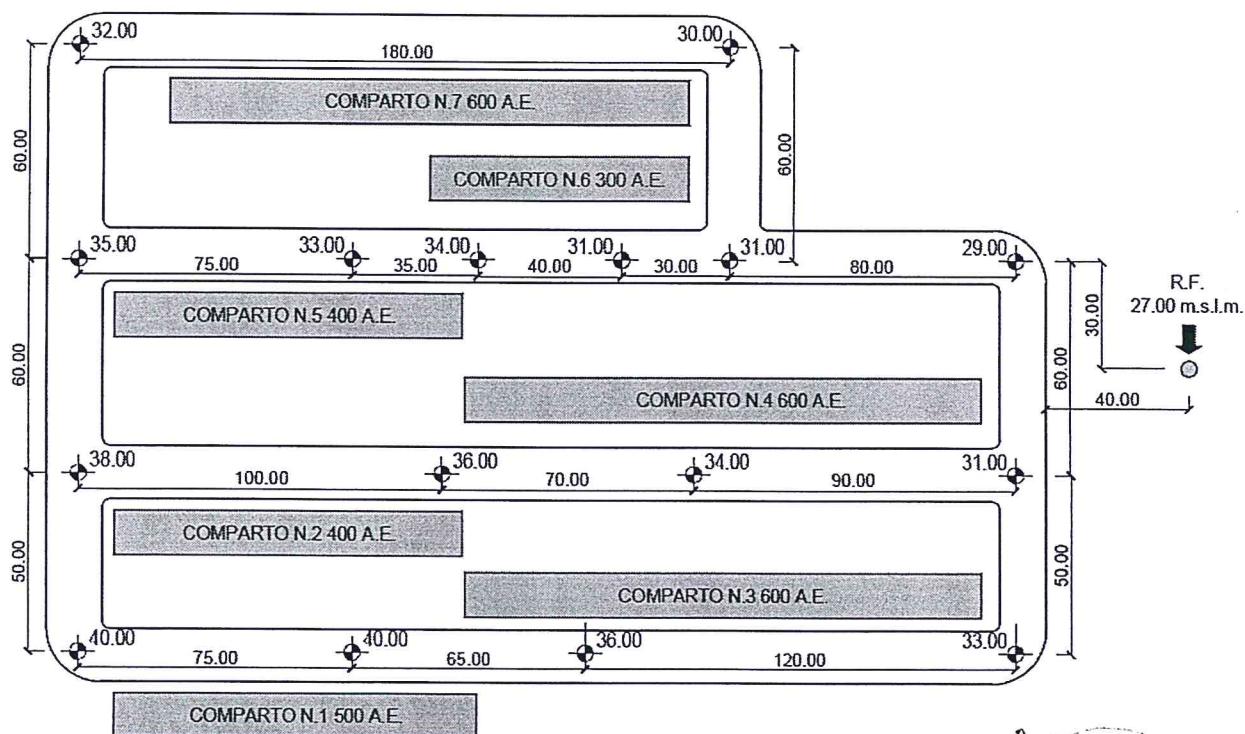 32.00 30.00
180.00
COMPARTO N.7 600 A.E.
60.00 60.00
COMPARTO N.6 300 A.E.
35.00 33.00 34.00 31.00 31.00 29.00
75.00 35.00 40.00 30.00 80.00
R.F.
27.00 m.s.l.m.
COMPARTO N.5 400 A.E.
30.00
60.00 60.00
COMPARTO N.4 600 A.E.
40.00
38.00 36.00 34.00 31.00
100.00 70.00 90.00
COMPARTO N.2 400 A.E.
50.00 50.00
COMPARTO N.3 600 A.E.
40.00 40.00 36.00 33.00
75.00 65.00 120.00
COMPARTO N.1 500 A.E.